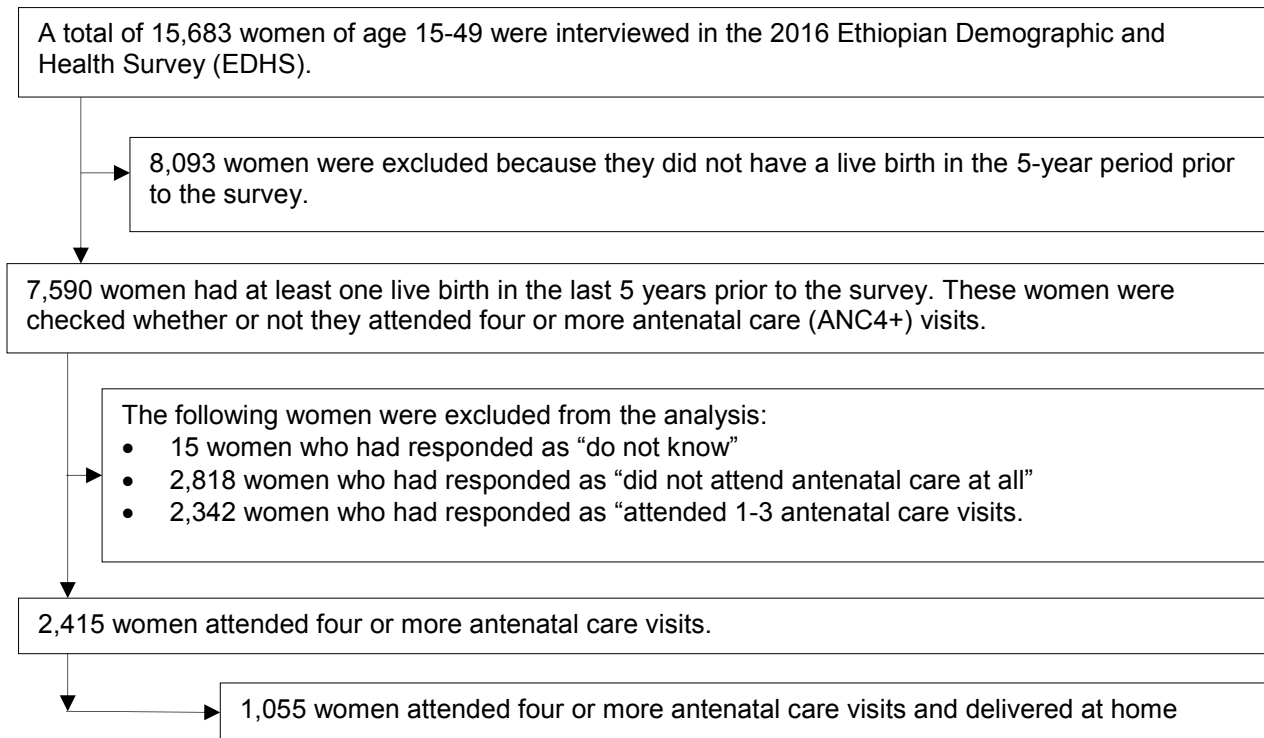 A total of 15,683 women of age 15-49 were interviewed in the 2016 Ethiopian Demographic and
Health Survey (EDHS).
8,093 women were excluded because they did not have a live birth in the 5-year period prior
to the survey.
7,590 women had at least one live birth in the last 5 years prior to the survey. These women were
checked whether or not they attended four or more antenatal care (ANC4+) visits.
The following women were excluded from the analysis:
• 15 women who had responded as “do not know”
• 2,818 women who had responded as “did not attend antenatal care at all”
• 2,342 women who had responded as “attended 1-3 antenatal care visits.
2,415 women attended four or more antenatal care visits.
1,055 women attended four or more antenatal care visits and delivered at home